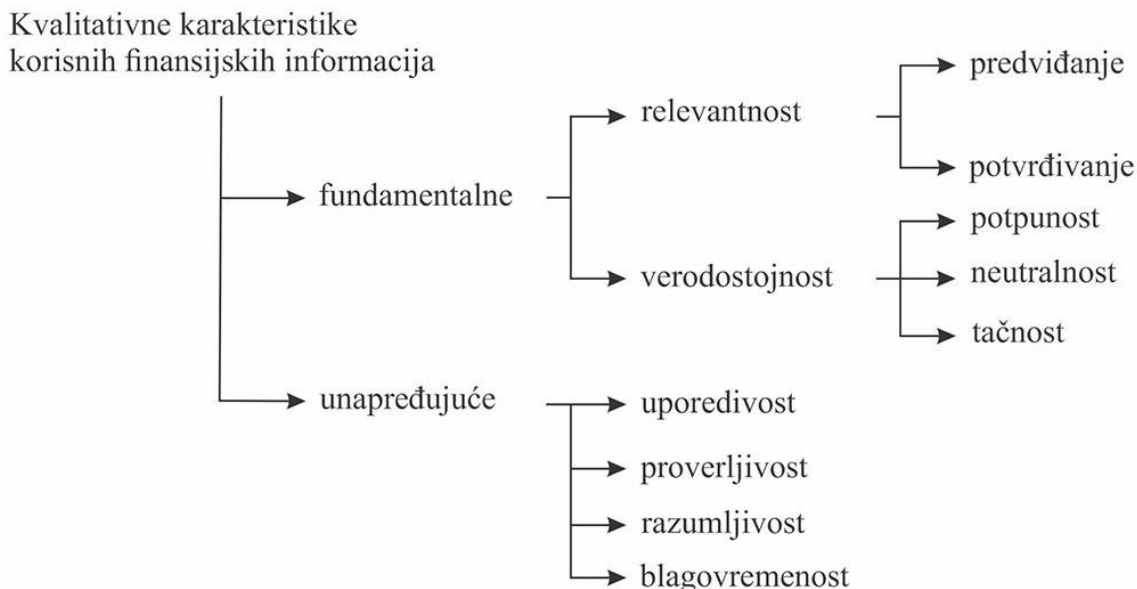 Kvalitativne karakteristike
korisnih finansijskih informacija
predviđanje
relevantnost
potvrđivanje
fundamentalne
potpunost
verodostojnost
neutralnost
tačnost
unapređujuće
uporedivost
proverljivost
razumljivost
blagovremenost